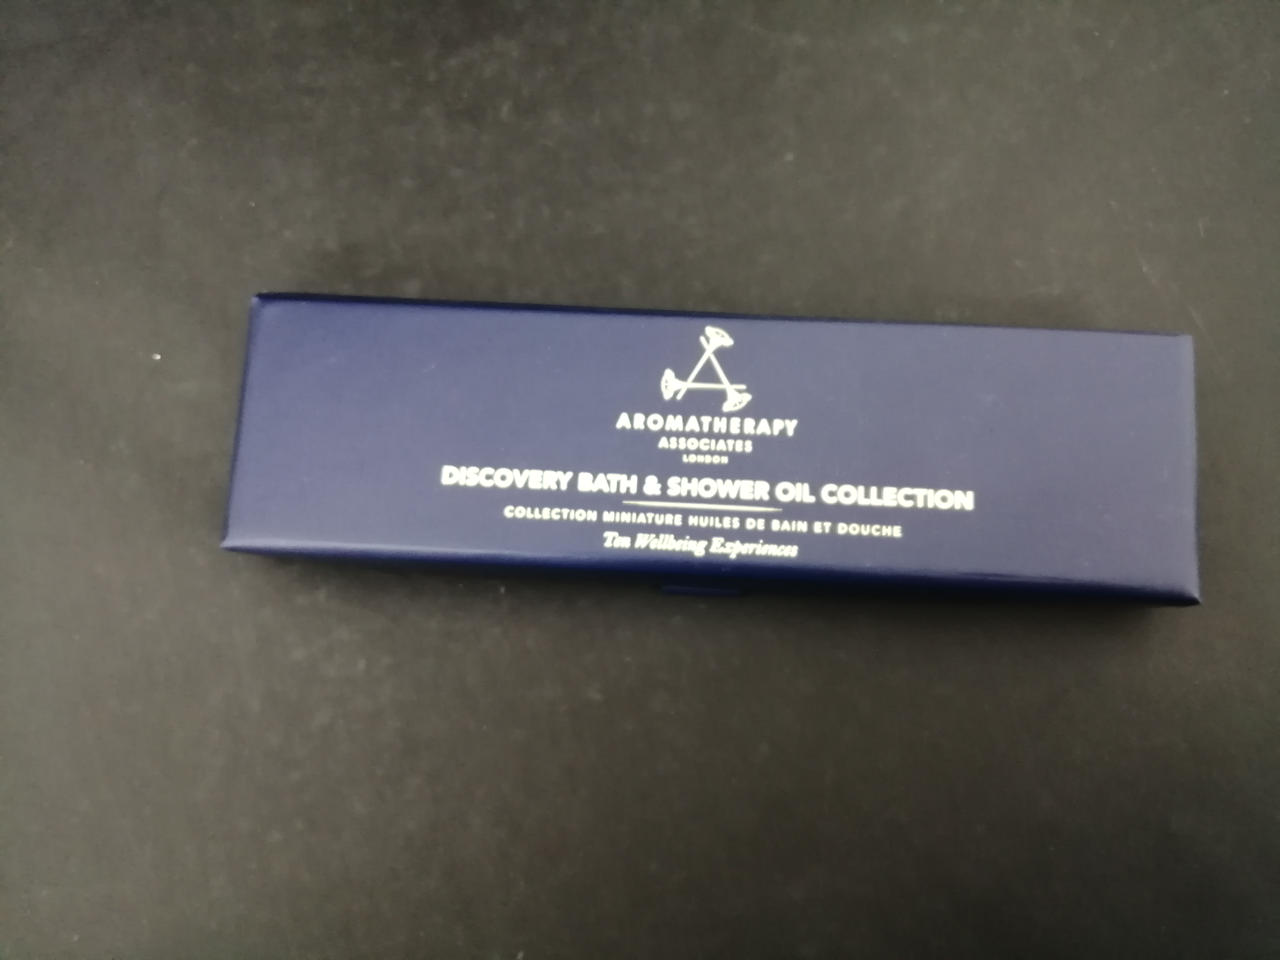 AROMATHERAPY
ASSOCIATES
LONDON
DISCOVERY BATH & SHOWER OIL COLLECTION
COLLECTION MINIATURE HUILES DE BAIN ET DOUCHE
Ten Wellbeing Experiences